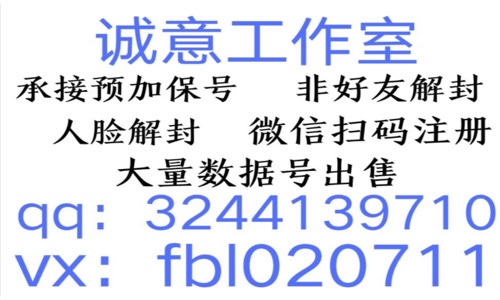 诚意工作室
承接预加保号 非好友解封
人脸解封 微信扫码注册
大量数据号出售
qq：3244139710
vx：fbl020711